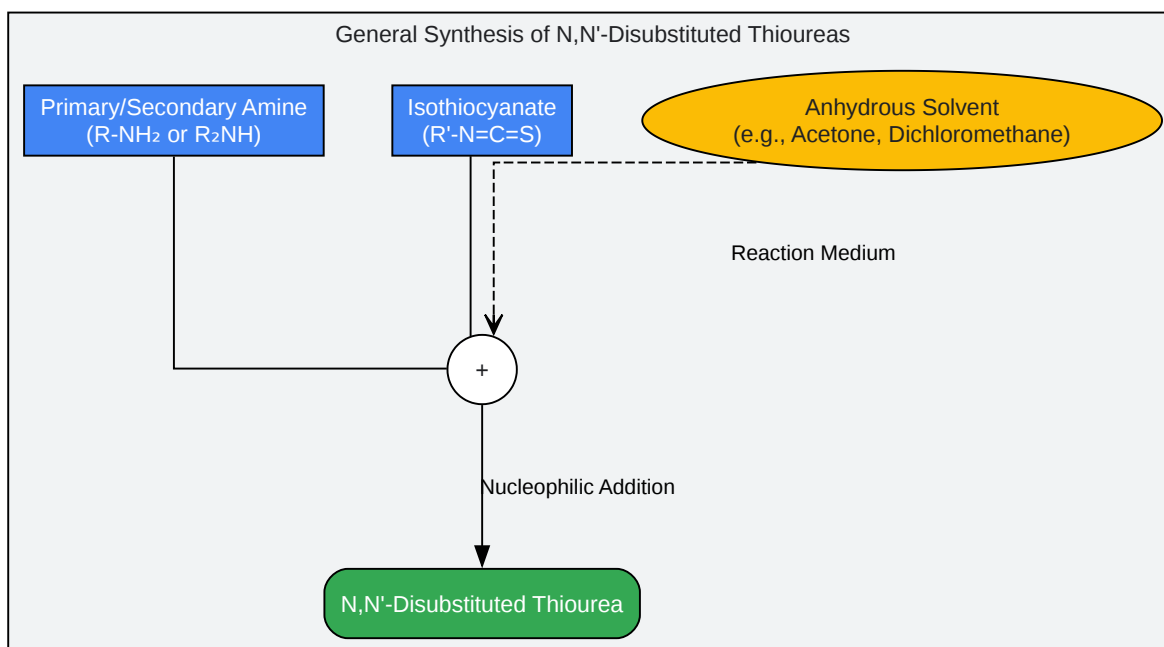 General Synthesis of N,N'-Disubstituted Thioureas
Primary/Secondary Amine
(R-NH₂ or R₂NH)
Isothiocyanate
(R'-N=C=S)
Anhydrous Solvent
(e.g., Acetone, Dichloromethane)
Reaction Medium
+
Nucleophilic Addition
N,N'-Disubstituted Thiourea